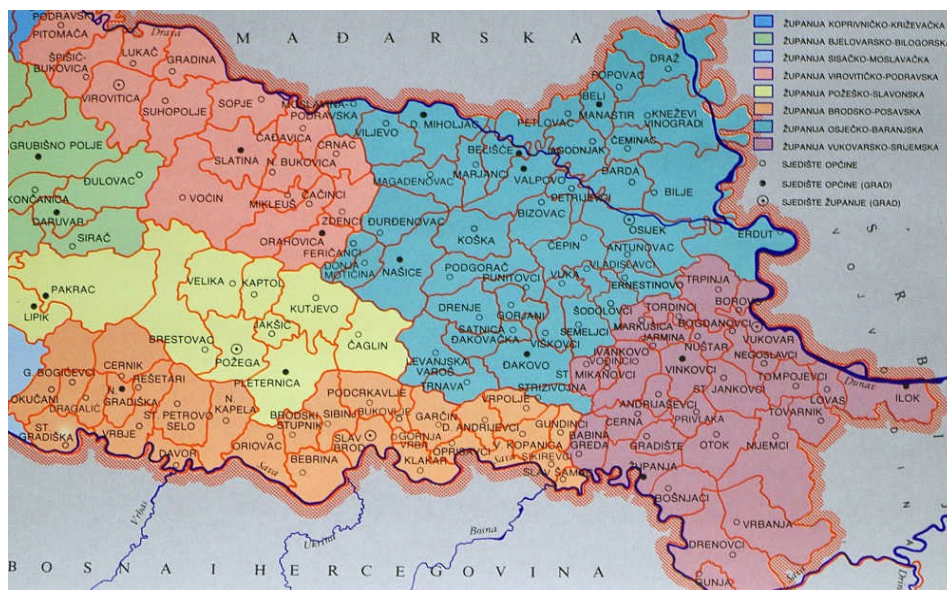 PODRAVSKI
PITOMAČA
Drava
M A Đ A R S K A
LUKAČ
GRADINA
ŠPIŠIĆ-
BUKOVICA
VIROVITICA
SUHOPOLJE
SOPJE
MOSLAVINA-
PODRAVSKA
ČAĐAVICA
CRNAC
SLATINA
N. BUKOVICA
VOĆIN
MIKLEUŠ
ČAČINCI
ZDENCI
ORAHOVICA
FERIČANCI
GRUBIŠNO POLJE
ĐULOVAC
KONČANICA
DARUVAR
SIRAČ
DRAŽ
POPOVAC
BELI
MANASTIR
KNEŽEVI
VINOGRADI
PETLOVAC
VILJEVO
D. MIHOLJAC
JAGODNJAK
ČEMINAC
BELIŠĆE
MARJANCI
VALPOVO
MAGADENOVAC
DARDA
BILJE
PETRIJEVCI
BIZOVAC
OSJEK
ERDUT
ĐURĐENOVAC
KOŠKA
ČEPIN
ANTUNOVAC
VLADISLAVCI
DONJA
MOTIČINA
NAŠICE
PODGORAČ
PUNITOVCI
VUKA
ERNESTINOVO
DRENJE
GORJANI
ŠODOLOVCI
SATNICA
ĐAKOVAČKA
VIŠKOVCI
SEMELJCI
LEVANJSKA
VAROŠ
ĐAKOVO
TRNAVA
STRIZIVOJNA
PAKRAC
LIPIK
VELIKA
KAPTOL
KUTJEVO
BRESTOVAC
JAKŠIĆ
ČAGLIN
POŽEGA
PLETERNICA
TRPINJA
BOROVO
TORDINCI
MARKUŠICA
BOGDANOVCI
JARMINA
VUKOVAR
IVANKOVO
NUŠTAR
VOĐINCI
NEGOSLAVCI
ST
MIKANOVCI
VINKOVCI
TOMPOJEVCI
ST
JANKOVCI
LOVAS
ILOK
Dunav
ANDRIJAŠEVCI
TOVARNIK
CERNA
PRIVLAKA
BABINA
GREDA
GRADIŠTE
OTOK
NIJEMCI
ŽUPANJA
BOŠNJACI
VRBANJA
DRENOVCI
GUNJA
G. BOGIĆEVCI
CERNIK
REŠETARI
OKUČANI
DRAGALIĆ
N.
GRADIŠKA
ST
GRADIŠKA
VRBJE
ST.
PETROVO
SELO
N.
KAPELA
DAVOR
ORIOVAC
BRODSKI
STUPNIK
SIBINJ
PODCRKAVLJE
BUKOVLJE
BEBRINA
SLAV
BROD
GORNJA
VRBA
GARČIN
D. ANDRIJEVCI
VRPOLJE
GUNDINCI
KLAKAR
OPRISAVCI
V.
KOPANICA
SIKIREVCI
SLAV ŠAMAC
Sava
Sava
Sava
Vrbas
Ukrina
Bosna
B O S N A I H E R C E G O V I N A
ŽUPANIJA KOPRIVNIČKO-KRIŽEVAČKA
ŽUPANIJA BJELOVARSKO-BILOGORSKA
ŽUPANIJA SISAČKO-MOSLAVAČKA
ŽUPANIJA VIROVITIČKO-PODRAVSKA
ŽUPANIJA POŽEŠKO-SLAVONSKA
ŽUPANIJA BRODSKO-POSAVSKA
ŽUPANIJA OSJEČKO-BARANJSKA
ŽUPANIJA VUKOVARSKO-SRIJEMSKA
SJEDIŠTE OPĆINE
SJEDIŠTE OPĆINE (GRAD)
SJEDIŠTE ŽUPANIJE (GRAD)